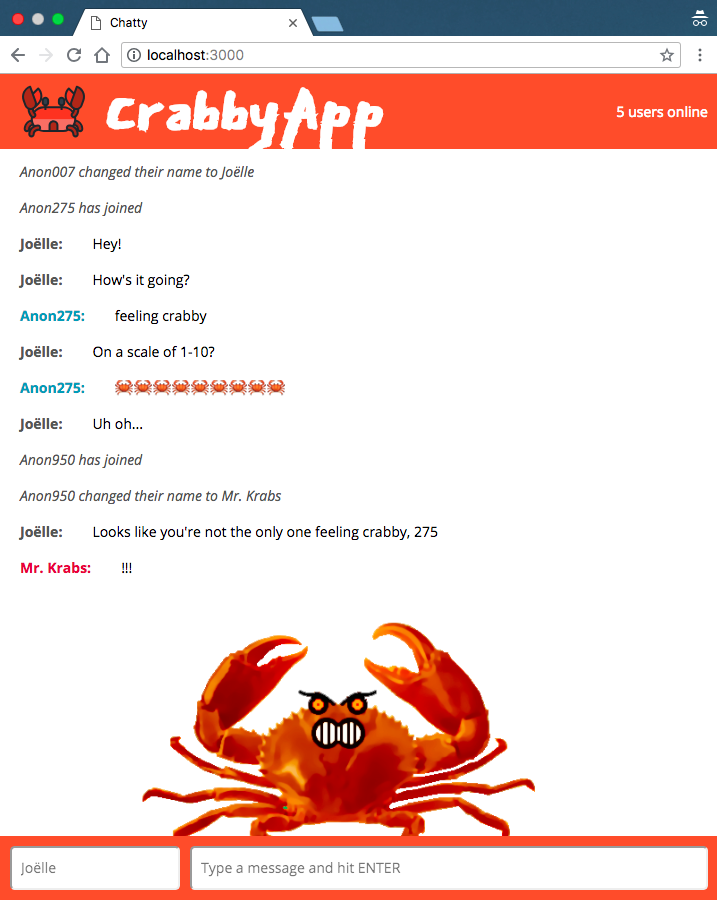 Chatty
localhost:3000
CrabbyApp
5 users online
Anon007 changed their name to Joëlle
Anon275 has joined
Joëlle: Hey!
Joëlle: How's it going?
Anon275: feeling crabby
Joëlle: On a scale of 1-10?
Anon275: 🦀🦀🦀🦀🦀🦀🦀🦀🦀
Joëlle: Uh oh...
Anon950 has joined
Anon950 changed their name to Mr. Krabs
Joëlle: Looks like you're not the only one feeling crabby, 275
Mr. Krabs: !!!
Joëlle
Type a message and hit ENTER